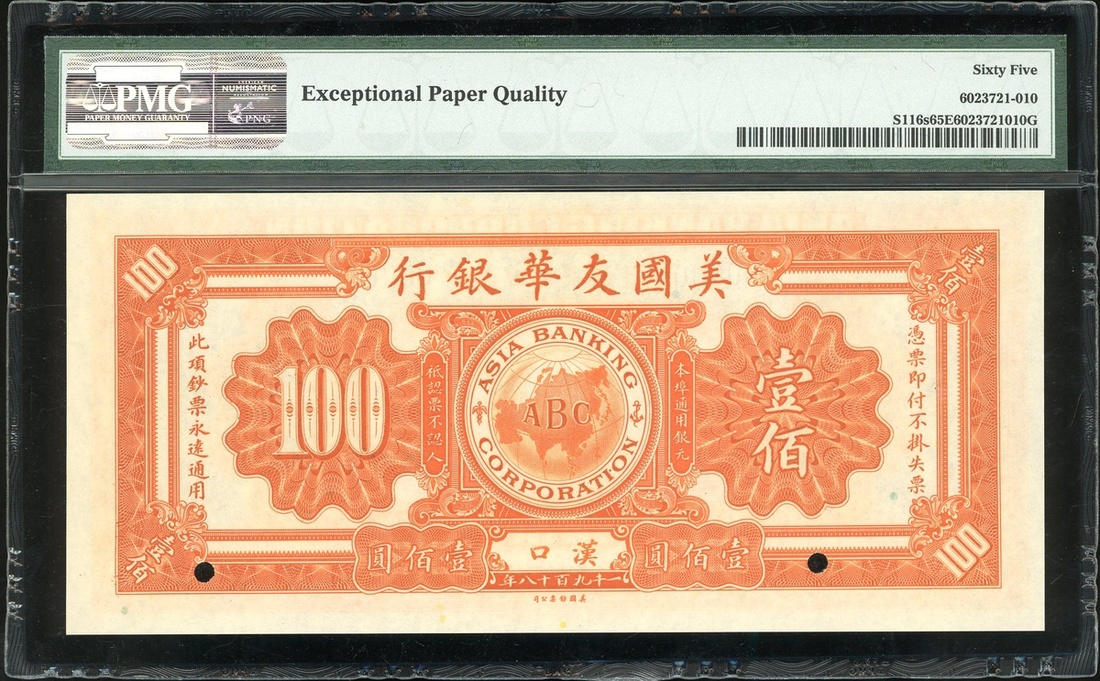 PMG
PAPER MONEY GUARANTY
NUMISMATIC
PNG
Exceptional Paper Quality
Sixty Five
6023721-010
S116s65E6023721010G
100
壹佰
行銀華友國美
此項鈔票永遠通用
100
祗認票不認人
ASIA BANKING
ABC
CORPORATION
本埠通用銀元
壹佰
憑票即付不掛失票
壹佰
圓佰壹
口漢
圓佰壹
100
年八十百九千一
司公票鈔國美